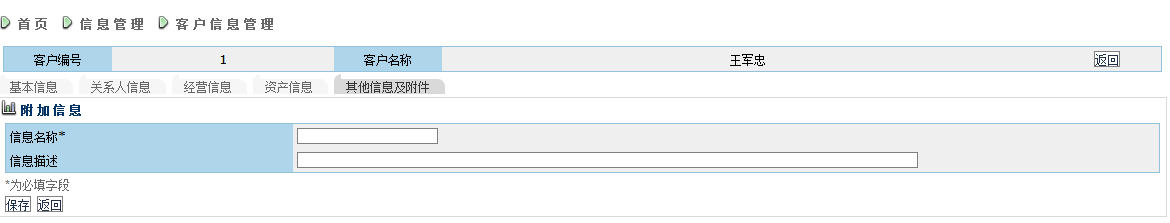 首页 信息管理 客户信息管理
客户编号 1 客户名称 王军忠 返回
基本信息 关系人信息 经营信息 资产信息 其他信息及附件
附加信息
信息名称*
信息描述
*为必填字段
保存 返回